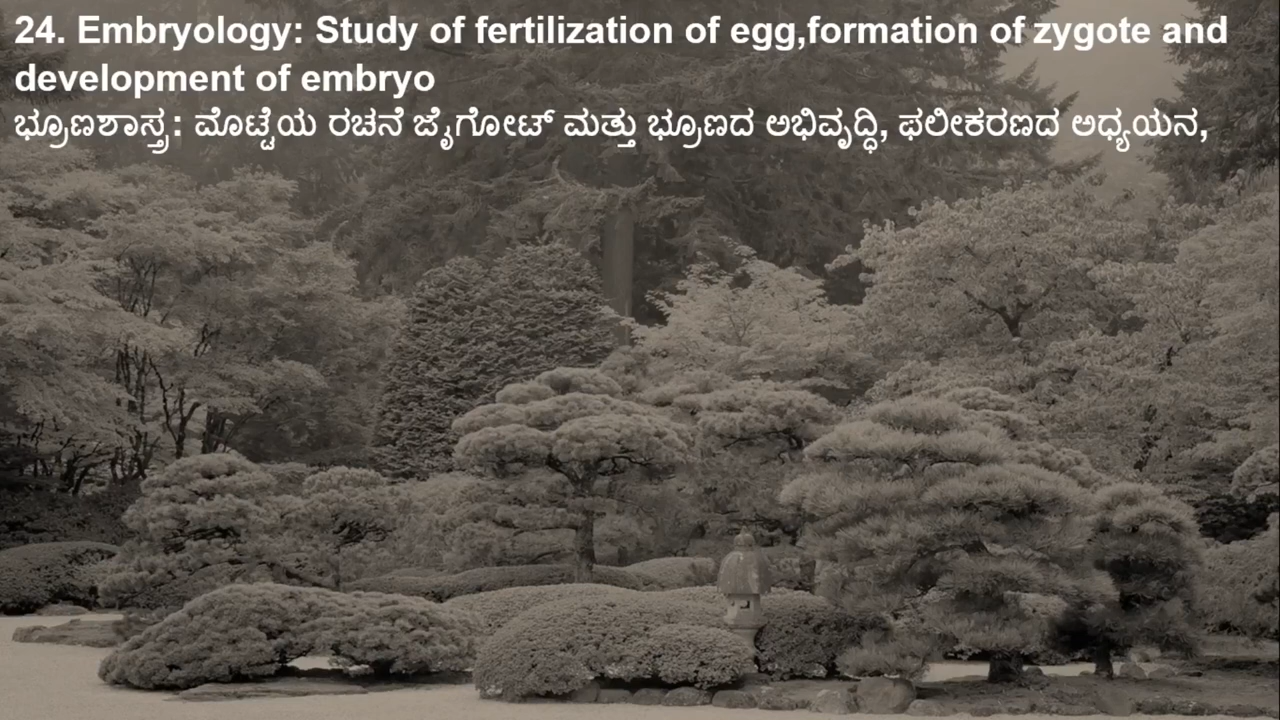 24. Embryology: Study of fertilization of egg,formation of zygote and
development of embryo
ಭ್ರೂಣಶಾಸ್ತ್ರ: ಮೊಟ್ಟೆಯ ರಚನೆ ಜೈಗೋಟ್ ಮತ್ತು ಭ್ರೂಣದ ಅಭಿವೃದ್ಧಿ, ಫಲೀಕರಣದ ಅಧ್ಯಯನ,